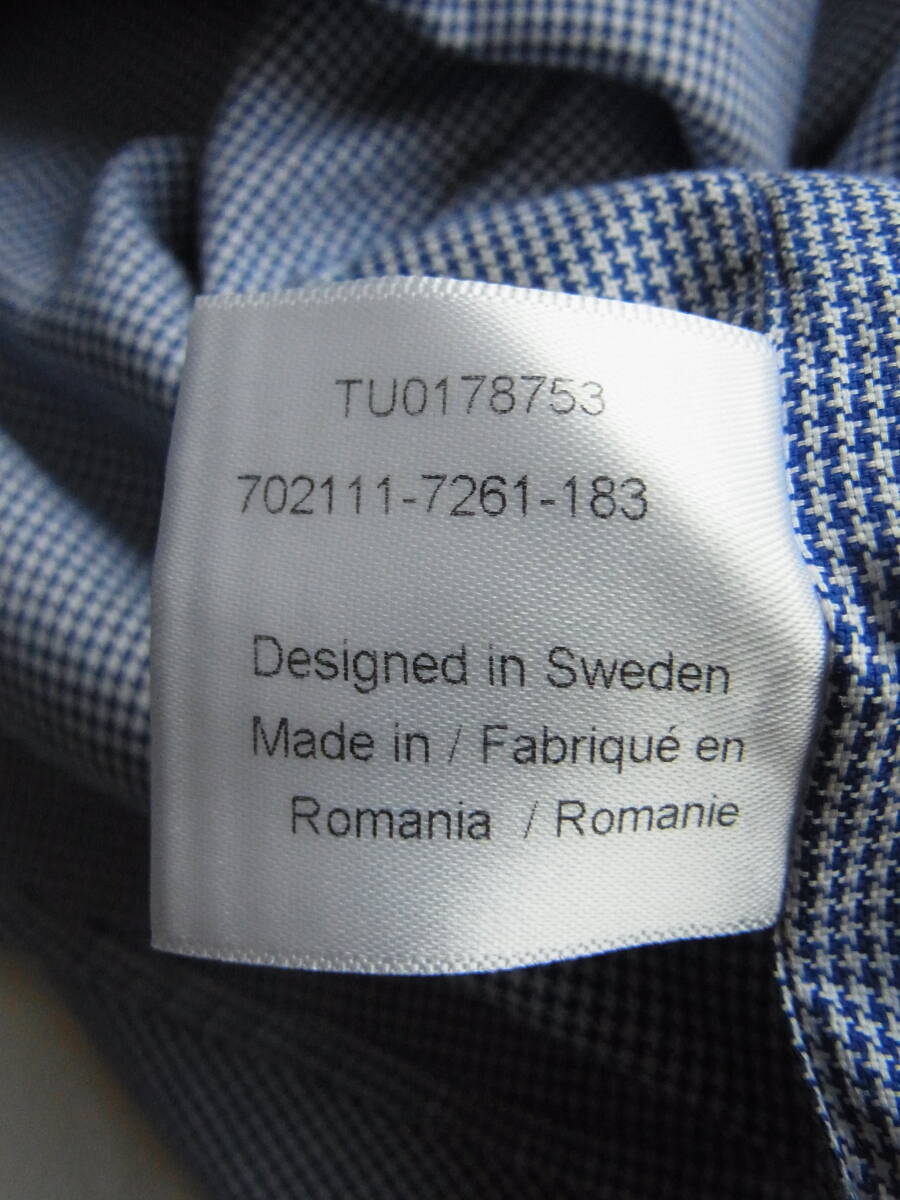 TU0178753
702111-7261-183
Designed in Sweden
Made in / Fabriqué en
Romania / Romanie